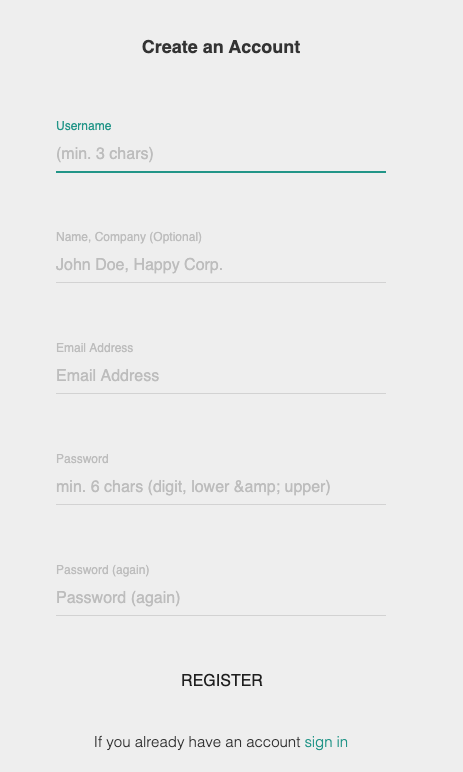 Create an Account
Username
(min. 3 chars)
Name, Company (Optional)
John Doe, Happy Corp.
Email Address
Email Address
Password
min. 6 chars (digit, lower &amp; upper)
Password (again)
Password (again)
REGISTER
If you already have an account sign in